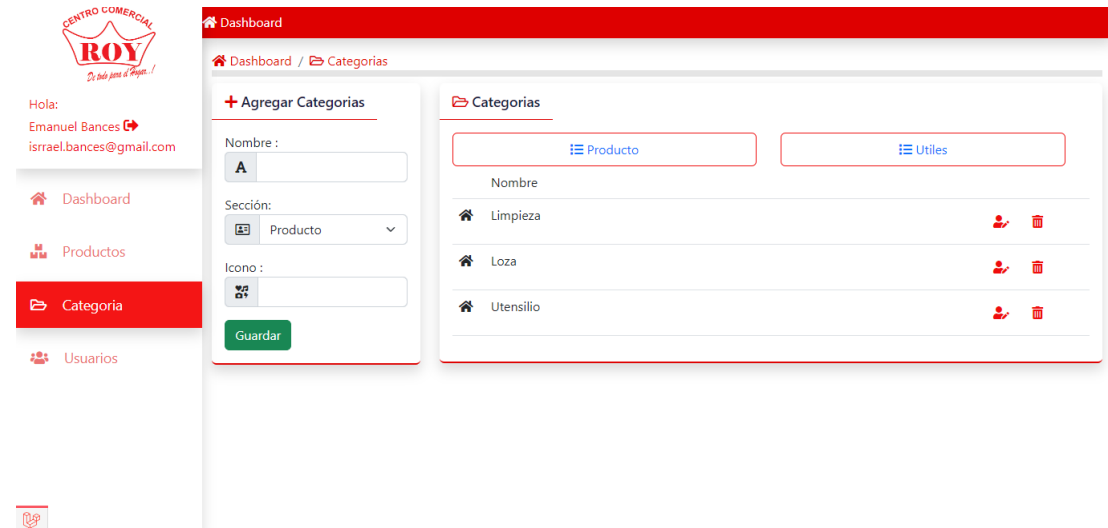 CENTRO COMERCIAL
ROY
De todo para el Hogar..!
Hola:
Emanuel Bances
isrrael.bances@gmail.com
Dashboard
Productos
Categoria
Usuarios
Dashboard
Dashboard / Categorias
Agregar Categorias
Nombre :
A
Sección:
Producto
Icono :
Guardar
Categorias
Producto
Utiles
Nombre
Limpieza
Loza
Utensilio